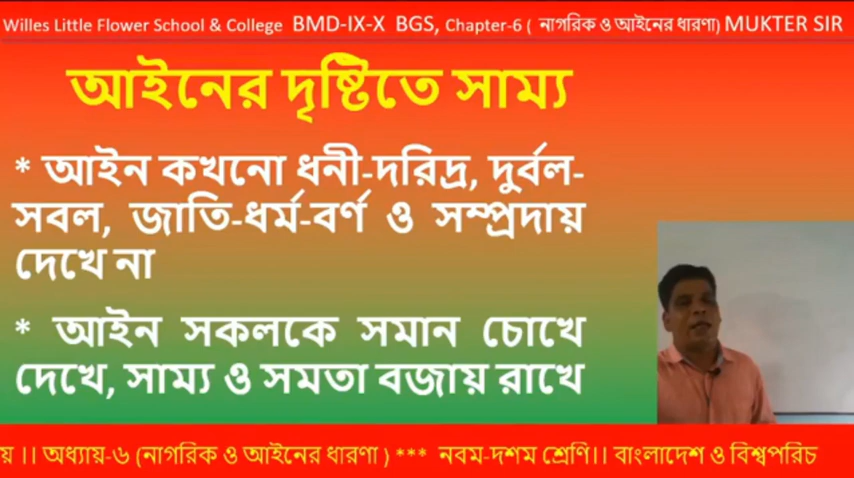 Willes Little Flower School & College BMD-IX-X BGS, Chapter-6 ( নাগরিক ও আইনের ধারণা) MUKTER SIR
আইনের দৃষ্টিতে সাম্য
* আইন কখনো ধনী-দরিদ্র, দুর্বল-
সবল, জাতি-ধর্ম-বর্ণ ও সম্প্রদায়
দেখে না
* আইন সকলকে সমান চোখে
দেখে, সাম্য ও সমতা বজায় রাখে
য় ।। অধ্যায়-৬ (নাগরিক ও আইনের ধারণা ) *** নবম-দশম শ্রেণি।। বাংলাদেশ ও বিশ্বপরিচ